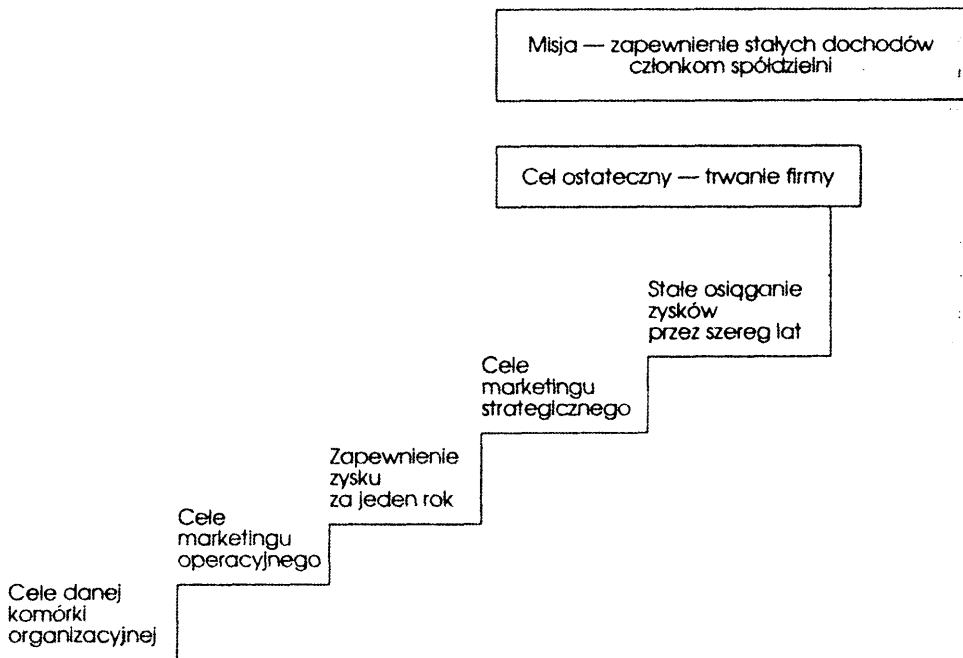 Misja — zapewnienie stałych dochodów
członkom spółdzielni
Cel ostateczny — trwanie firmy
Stałe osiąganie
zysków
przez szereg lat
Cele
marketingu
strategicznego
Zapewnienie
zysku
za jeden rok
Cele
marketingu
operacyjnego
Cele danej
komórki
organizacyjnej